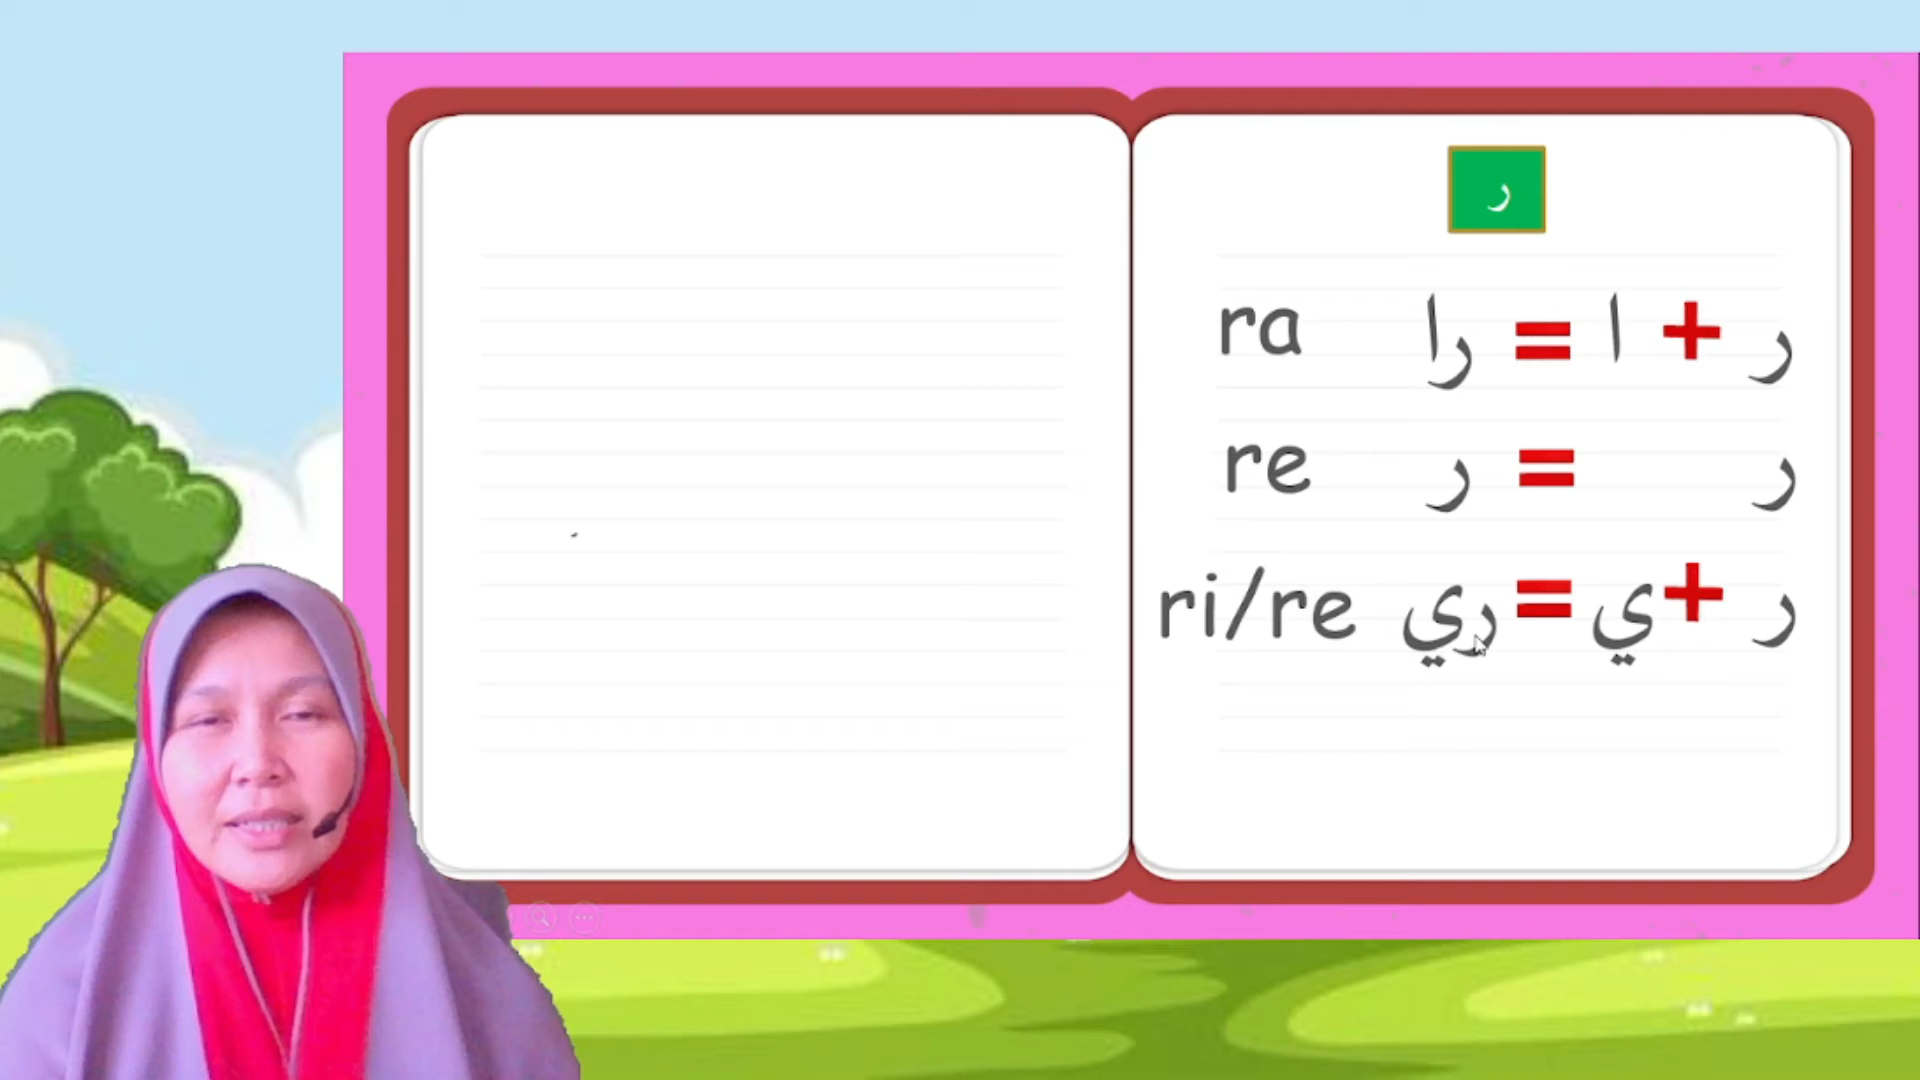 ر
ر + ا = را ra
ر = ر re
ر + ي = ري ri/re